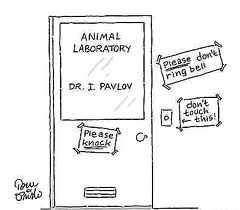 ANIMAL
LABORATORY
DR. I. PAVLOV
Please
knock
Please don't
ring bell
don't
touch
← this!